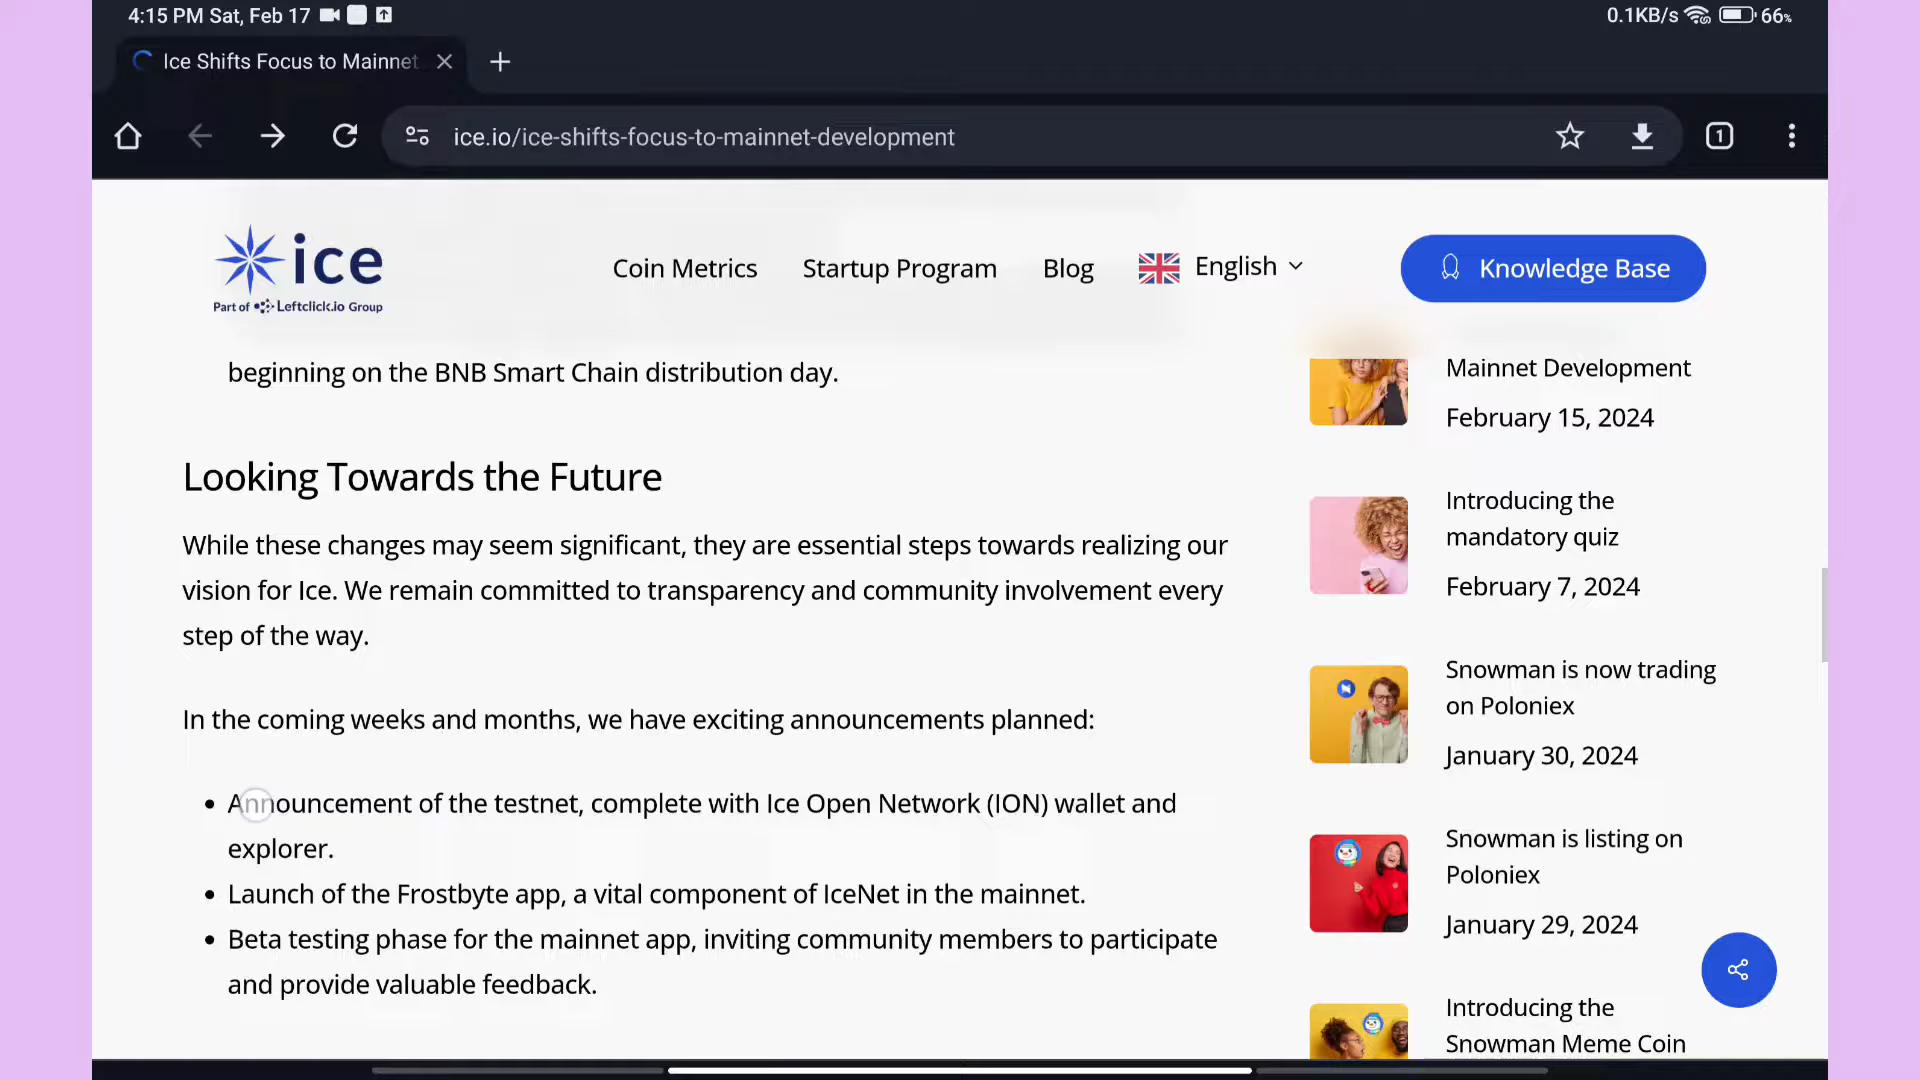 4:15 PM Sat, Feb 17
0.1KB/s
66%
Ice Shifts Focus to Mainnet
1
ice.io/ice-shifts-focus-to-mainnet-development
ice
Part of Leftclick.io Group
Coin Metrics
Startup Program
Blog
English
Knowledge Base
beginning on the BNB Smart Chain distribution day.
Looking Towards the Future
While these changes may seem significant, they are essential steps towards realizing our
vision for Ice. We remain committed to transparency and community involvement every
step of the way.
In the coming weeks and months, we have exciting announcements planned:
• Announcement of the testnet, complete with Ice Open Network (ION) wallet and
explorer.
• Launch of the Frostbyte app, a vital component of IceNet in the mainnet.
• Beta testing phase for the mainnet app, inviting community members to participate
and provide valuable feedback.
Mainnet Development
February 15, 2024
Introducing the
mandatory quiz
February 7, 2024
Snowman is now trading
on Poloniex
January 30, 2024
Snowman is listing on
Poloniex
January 29, 2024
Introducing the
Snowman Meme Coin